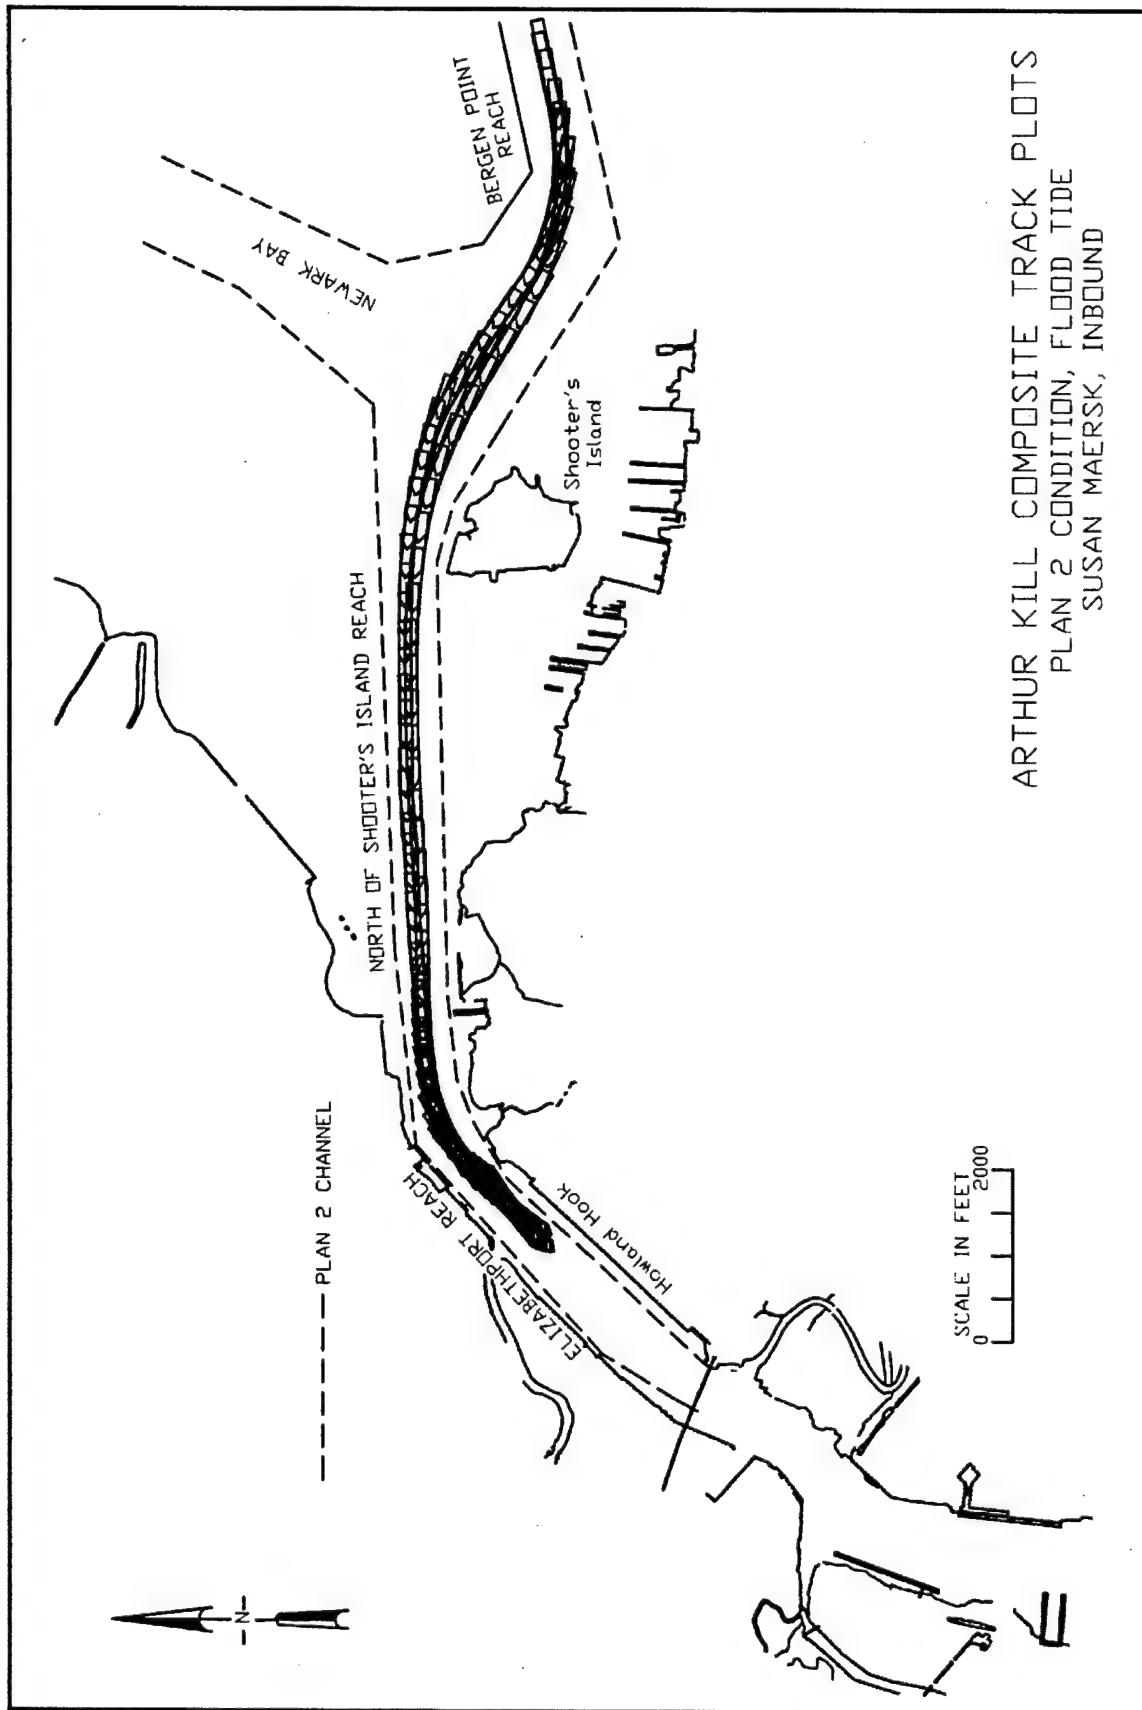 BERGEN POINT
REACH
NEWARK BAY
Shooter's
Island
NORTH OF SHOOTER'S ISLAND REACH
PLAN 2 CHANNEL
ELIZABETHPORT REACH
Howland Hook
SCALE IN FEET
0 2000
N
ARTHUR KILL COMPOSITE TRACK PLOTS
PLAN 2 CONDITION, FLOOD TIDE
SUSAN MAERSK, INBOUND